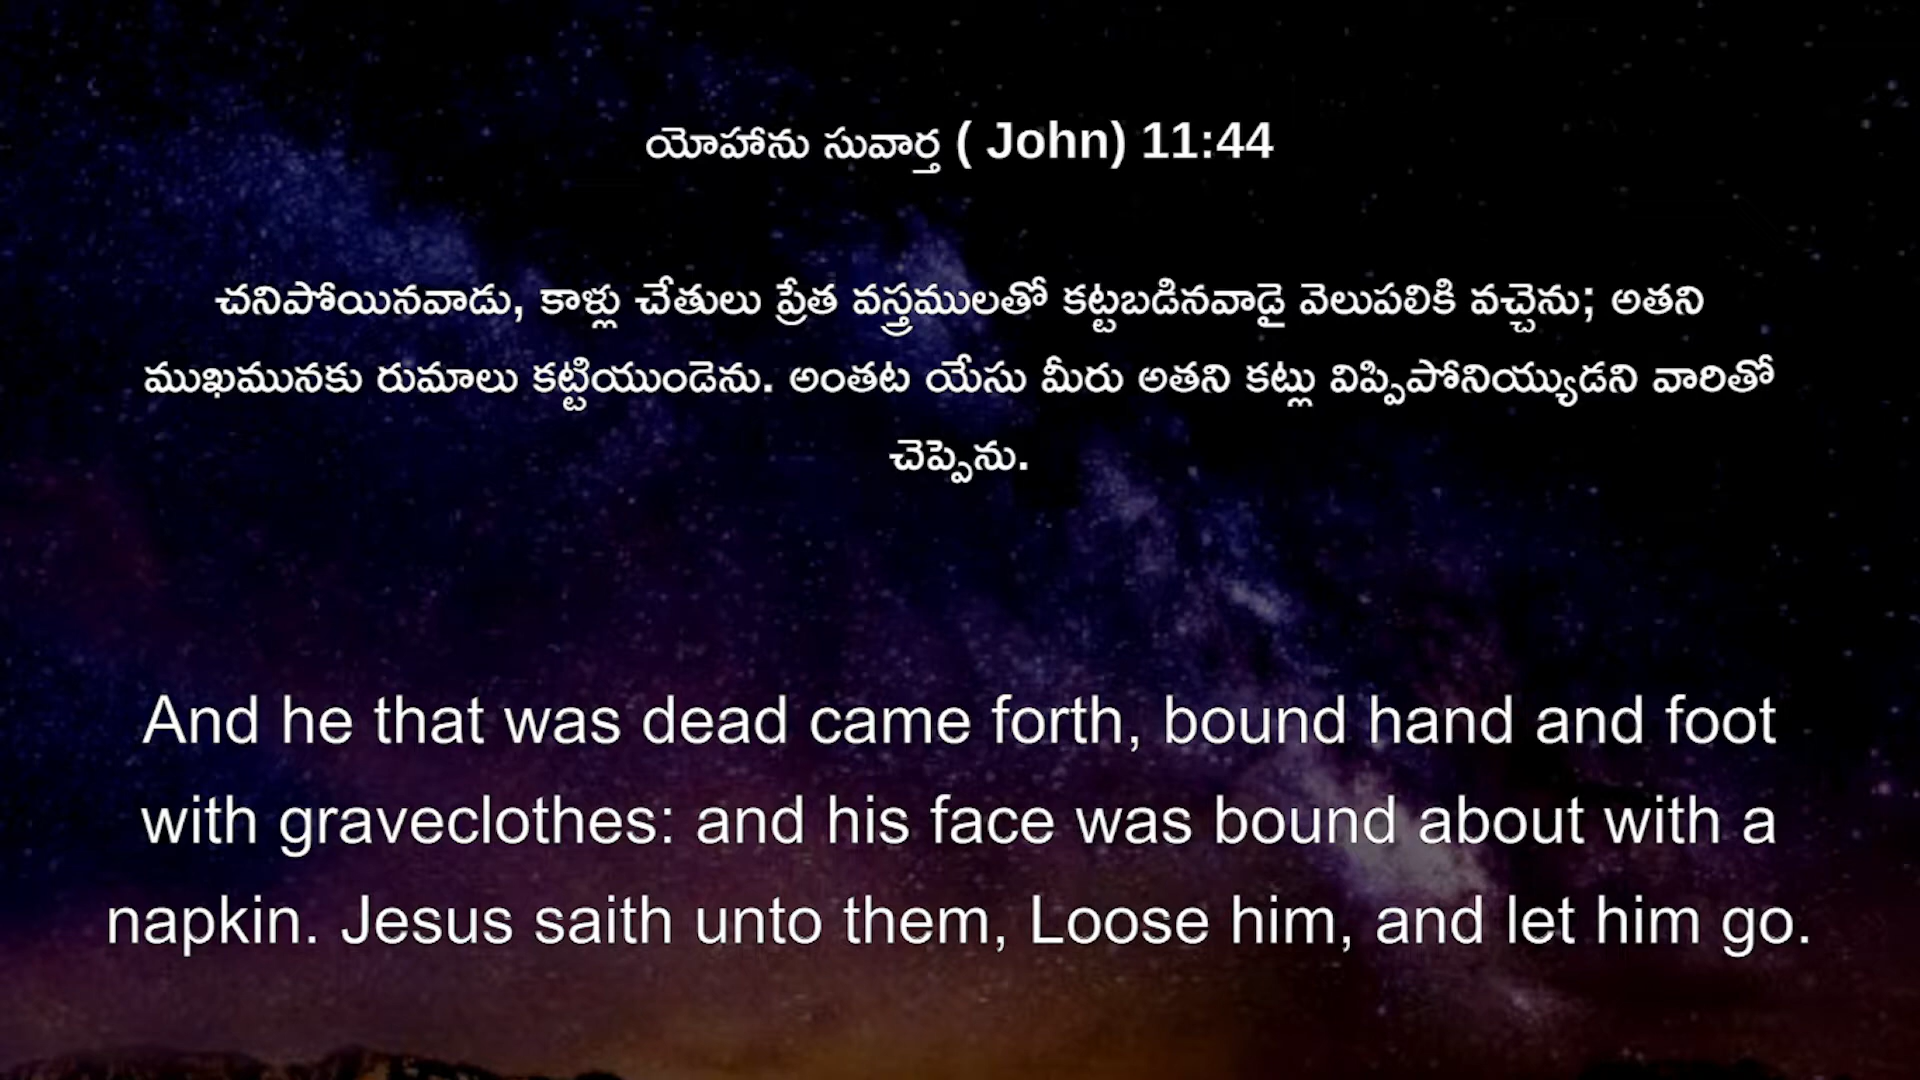 యోహాను సువార్త ( John) 11:44
చనిపోయినవాడు, కాళ్లు చేతులు ప్రేత వస్త్రములతో కట్టబడినవాడై వెలుపలికి వచ్చెను; అతని
ముఖమునకు రుమాలు కట్టియుండెను. అంతట యేసు మీరు అతని కట్లు విప్పిపోనియ్యుడని వారితో
చెప్పెను.
And he that was dead came forth, bound hand and foot
with graveclothes: and his face was bound about with a
napkin. Jesus saith unto them, Loose him, and let him go.